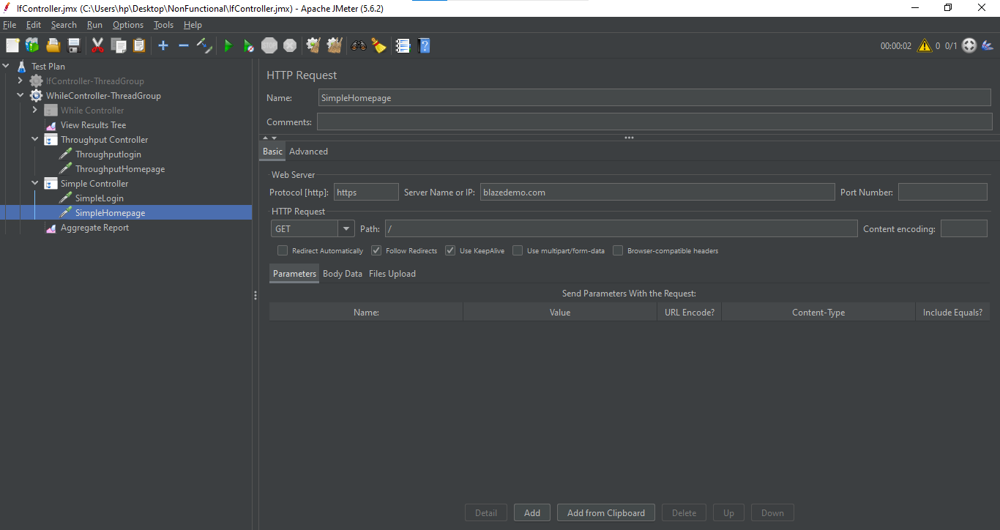 IfController.jmx (C:\Users\hp\Desktop\NonFunctional\IfController.jmx) - Apache JMeter (5.6.2)
File Edit Search Run Options Tools Help
STOP
00:00:02 0 0/1
Test Plan
IfController-ThreadGroup
WhileController-ThreadGroup
While Controller
View Results Tree
Throughput Controller
Throughputlogin
ThroughputHomepage
Simple Controller
SimpleLogin
SimpleHomepage
Aggregate Report
HTTP Request
Name: SimpleHomepage
Comments:
Basic Advanced
Web Server
Protocol [http]: https Server Name or IP: blazedemo.com Port Number:
HTTP Request
GET Path: / Content encoding:
Redirect Automatically Follow Redirects Use KeepAlive Use multipart/form-data Browser-compatible headers
Parameters Body Data Files Upload
Send Parameters With the Request:
Name: Value URL Encode? Content-Type Include Equals?
Detail Add Add from Clipboard Delete Up Down